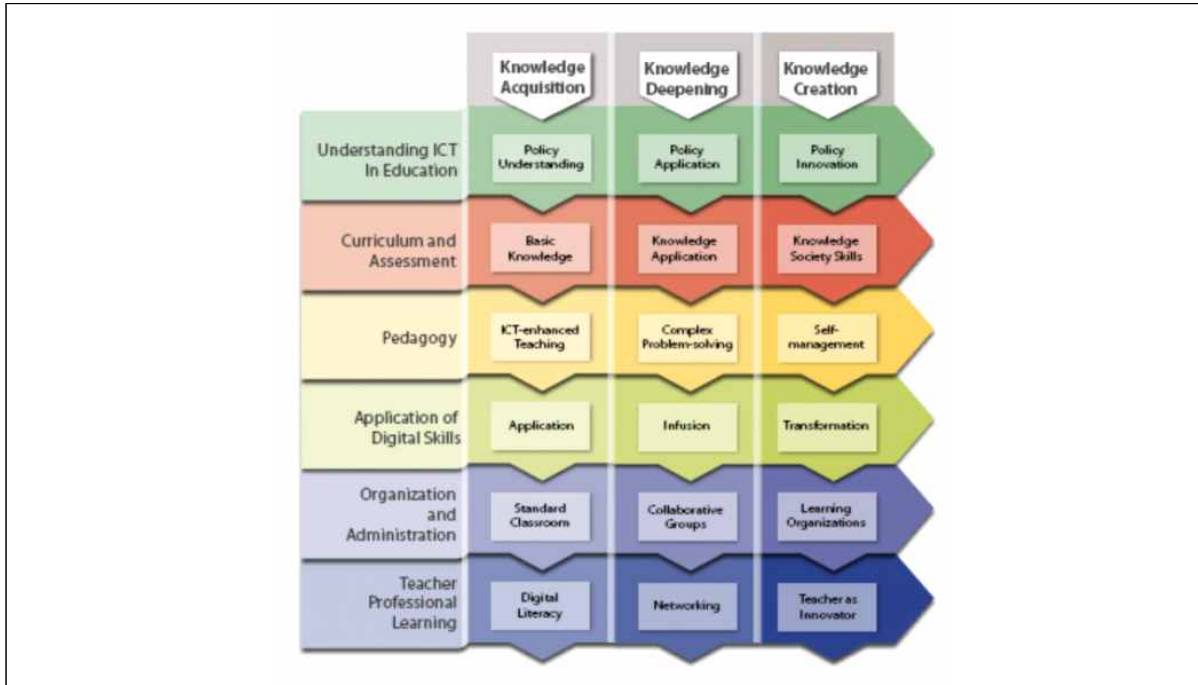 Knowledge
Acquisition
Knowledge
Deepening
Knowledge
Creation
Understanding ICT
In Education
Policy
Understanding
Policy
Application
Policy
Innovation
Curriculum and
Assessment
Basic
Knowledge
Knowledge
Application
Knowledge
Society Skills
Pedagogy
ICT-enhanced
Teaching
Complex
Problem-solving
Self-
management
Application of
Digital Skills
Application
Infusion
Transformation
Organization
and
Administration
Standard
Classroom
Collaborative
Groups
Learning
Organizations
Teacher
Professional
Learning
Digital
Literacy
Networking
Teacher as
Innovator